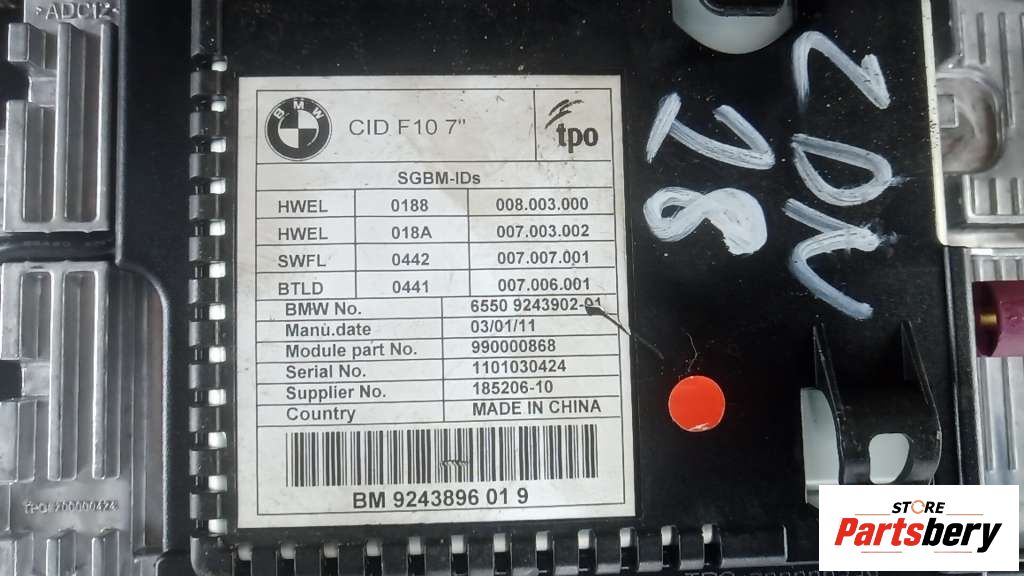 >ADC12<
BMW
CID F10 7"
tpo
SGBM-IDs
HWEL 0188 008.003.000
HWEL 018A 007.003.002
SWFL 0442 007.007.001
BTLD 0441 007.006.001
BMW No. 6550 9243902-01
Manu.date 03/01/11
Module part No. 990000868
Serial No. 1101030424
Supplier No. 185206-10
Country MADE IN CHINA
BM 9243896 01 9
28
STORE
Partsbery